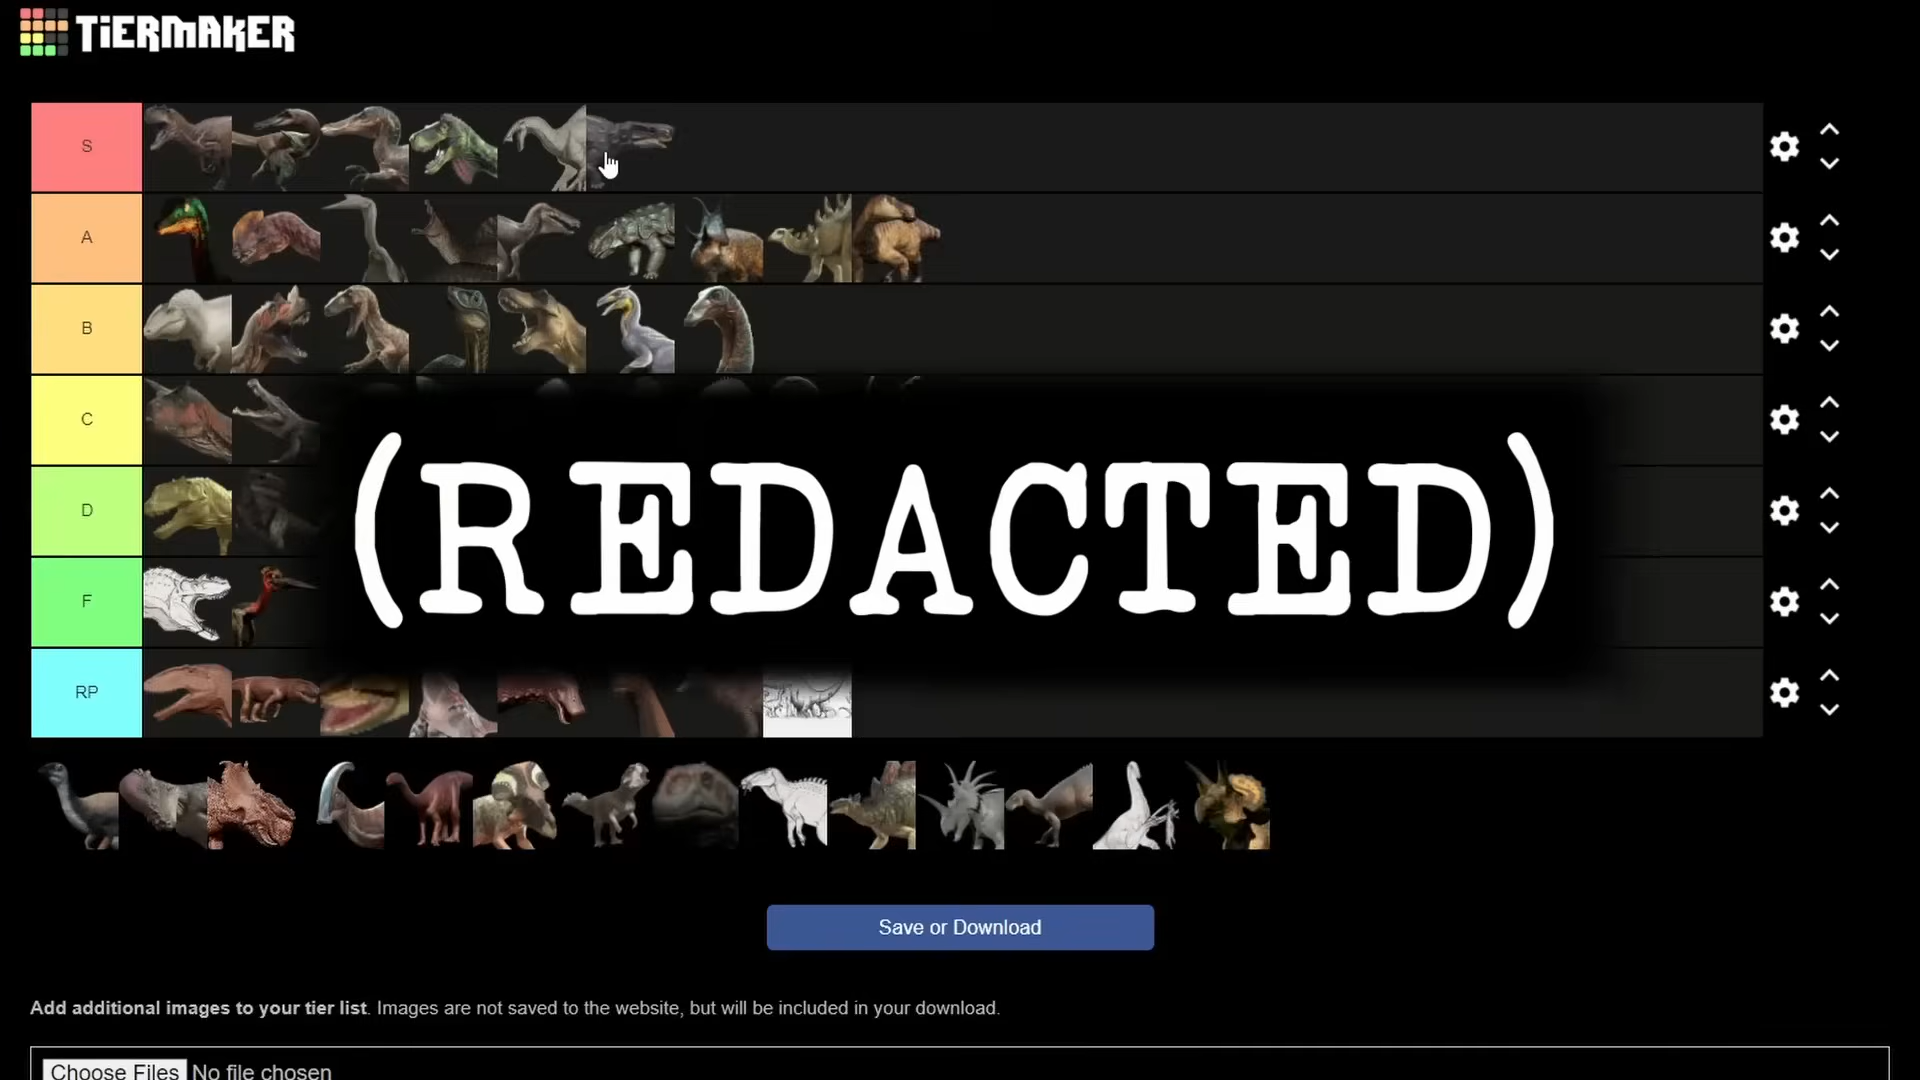 TiERMAKER
S
A
B
C
(REDACTED)
D
F
RP
Save or Download
Add additional images to your tier list. Images are not saved to the website, but will be included in your download.
Choose Files No file chosen